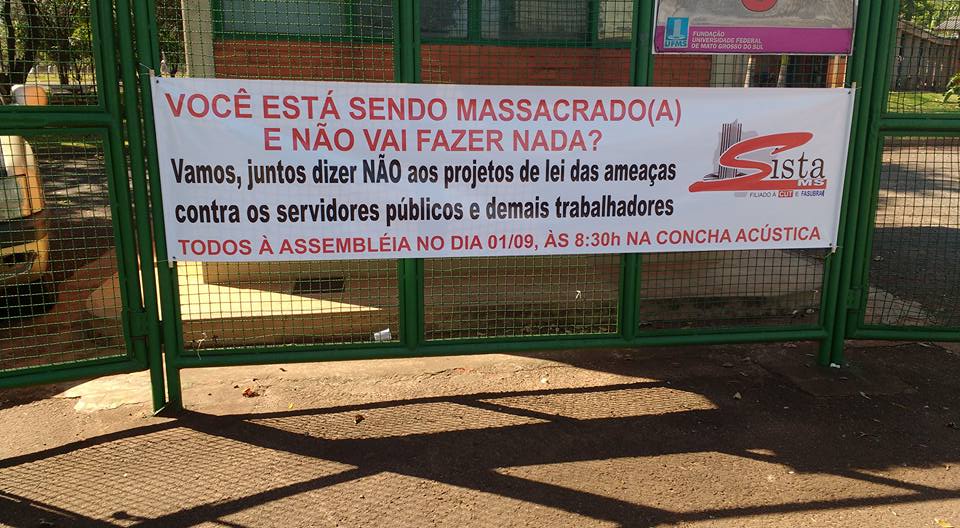 UFMS
FUNDAÇÃO
UNIVERSIDADE FEDERAL
DE MATO GROSSO DO SUL
VOCÊ ESTÁ SENDO MASSACRADO(A)
E NÃO VAI FAZER NADA?
Vamos, juntos dizer NÃO aos projetos de lei das ameaças
contra os servidores públicos e demais trabalhadores
TODOS À ASSEMBLÉIA NO DIA 01/09, ÀS 8:30h NA CONCHA ACÚSTICA
Sista
MS
FILIADO A CUT E FASUBRA